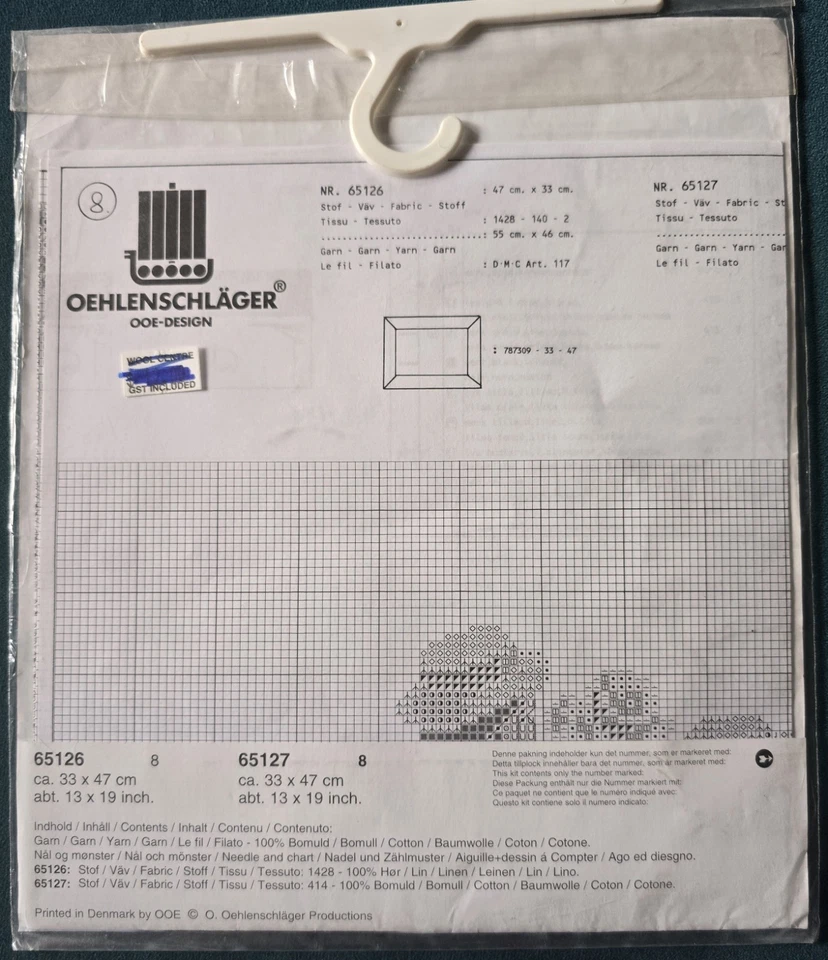 8
NR. 65126 : 47 cm. x 33 cm.
Stof - Väv - Fabric - Stoff
Tissu - Tessuto : 1428 - 140 - 2
: 55 cm. x 46 cm.
Garn - Garn - Yarn - Garn
Le fil - Filato : D·M·C Art. 117
NR. 65127
Stof - Väv - Fabric - St
Tissu - Tessuto
Garn - Garn - Yarn - Gar
Le fil - Filato
OEHLENSCHLÄGER®
OOE-DESIGN
WOOL CENTRE
GST INCLUDED
: 787309 - 33 - 47
65126 8
ca. 33 x 47 cm
abt. 13 x 19 inch.
65127 8
ca. 33 x 47 cm
abt. 13 x 19 inch.
Denne pakning indeholder kun det nummer, som er markeret med:
Detta tillplock innehåller bara det nummer, som är markeret med:
This kit contents only the number marked:
Diese Packung enthält nur die Nummer markiert mit:
Ce paquet ne contient que le numero indiqué avec:
Questo kit contiene solo il numero indicato:
Indhold / Inháll / Contents / Inhalt / Contenu / Contenuto:
Garn / Garn / Yarn / Garn / Le fil / Filato - 100% Bomuld / Bomull / Cotton / Baumwolle / Coton / Cotone.
Nål og mønster / Nål och mönster / Needle and chart / Nadel und Zählmuster / Aiguille+dessin á Compter / Ago ed diesgno.
65126: Stof / Väv / Fabric / Stoff / Tissu / Tessuto: 1428 - 100% Hør / Lin / Linen / Leinen / Lin / Lino.
65127: Stof / Väv / Fabric / Stoff / Tissu / Tessuto: 414 - 100% Bomuld / Bomull / Cotton / Baumwolle / Coton / Cotone.
Printed in Denmark by OOE © O. Oehlenschläger Productions